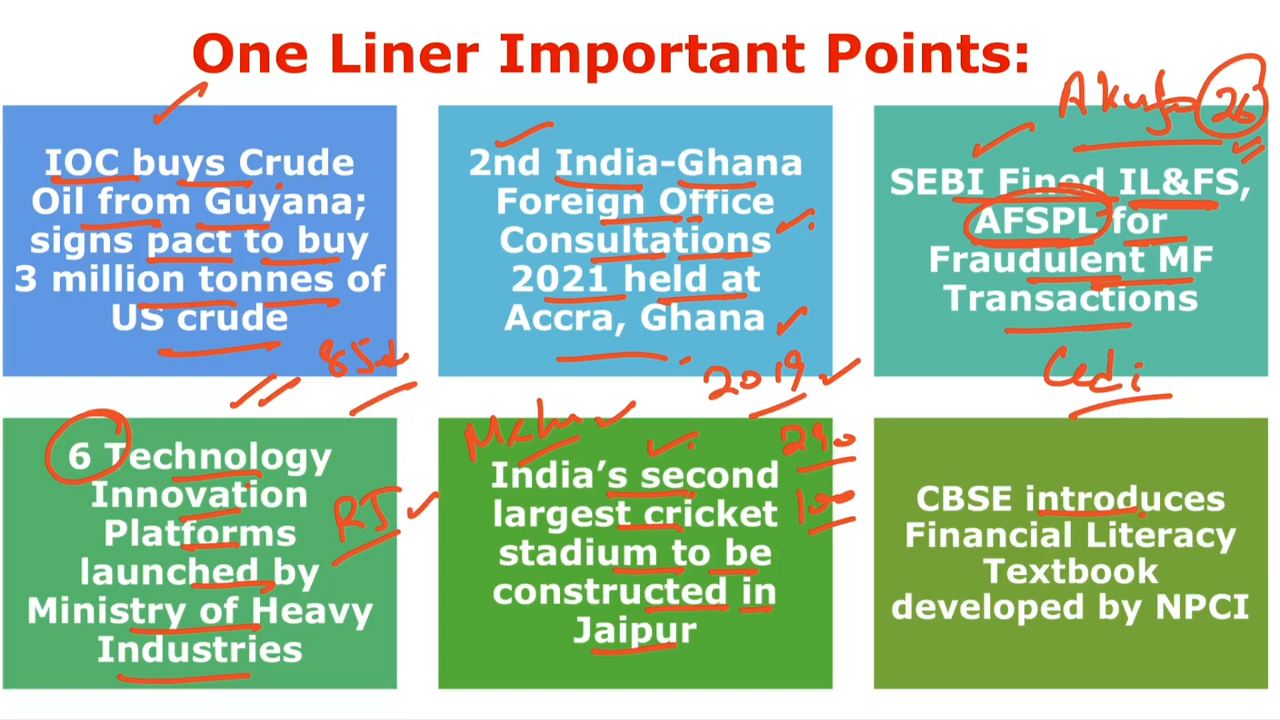 One Liner Important Points:
Akufo 26
IOC buys Crude
Oil from Guyana;
signs pact to buy
3 million tonnes of
US crude
2nd India-Ghana
Foreign Office
Consultations
2021 held at
Accra, Ghana
SEBI Fined IL&FS,
AFSPL for
Fraudulent MF
Transactions
2019
Cedi
6 Technology
Innovation
Platforms
launched by
Ministry of Heavy
Industries
RJ
290
100
India’s second
largest cricket
stadium to be
constructed in
Jaipur
CBSE introduces
Financial Literacy
Textbook
developed by NPCI